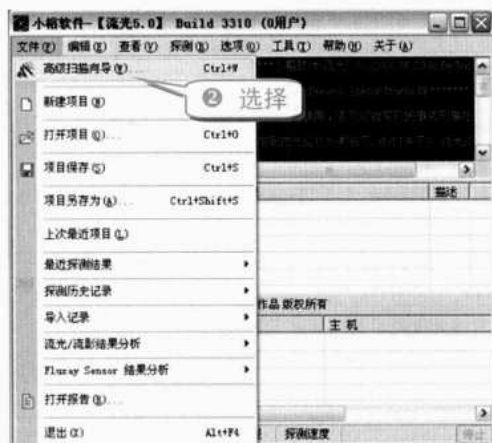 小榕软件-【流光5.0】 Build 3310 (0用户)
文件(F) 编辑(E) 查看(V) 探测(R) 选项(O) 工具(T) 帮助(H) 关于(A)
高级扫描向导(W)... Ctrl+W
❷ 选择
新建项目(N)
打开项目(O)... Ctrl+O
项目保存(S) Ctrl+S
项目另存为(A)... Ctrl+Shift+S
描述
上次最近项目(L)
最近探测结果
探测历史记录
作品 版权所有
导入记录
主机
流光/流影结果分析
Fluxay Sensor 结果分析
打开报告(R)...
退出(X) Alt+F4
探测速度
停止